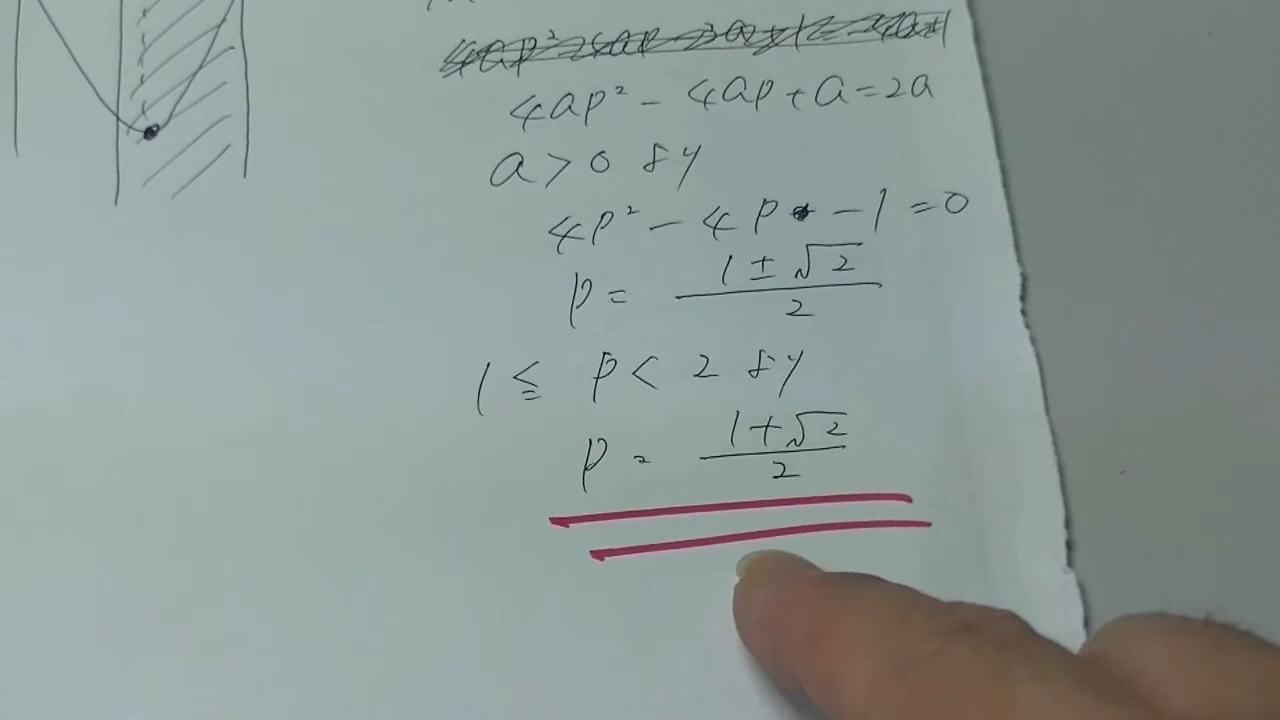 4ap² - 4ap + a = 2a
a > 0 より
4p² - 4p - 1 = 0
p = (1 ± √2) / 2
1 ≦ p < 2 より
p = (1 + √2) / 2